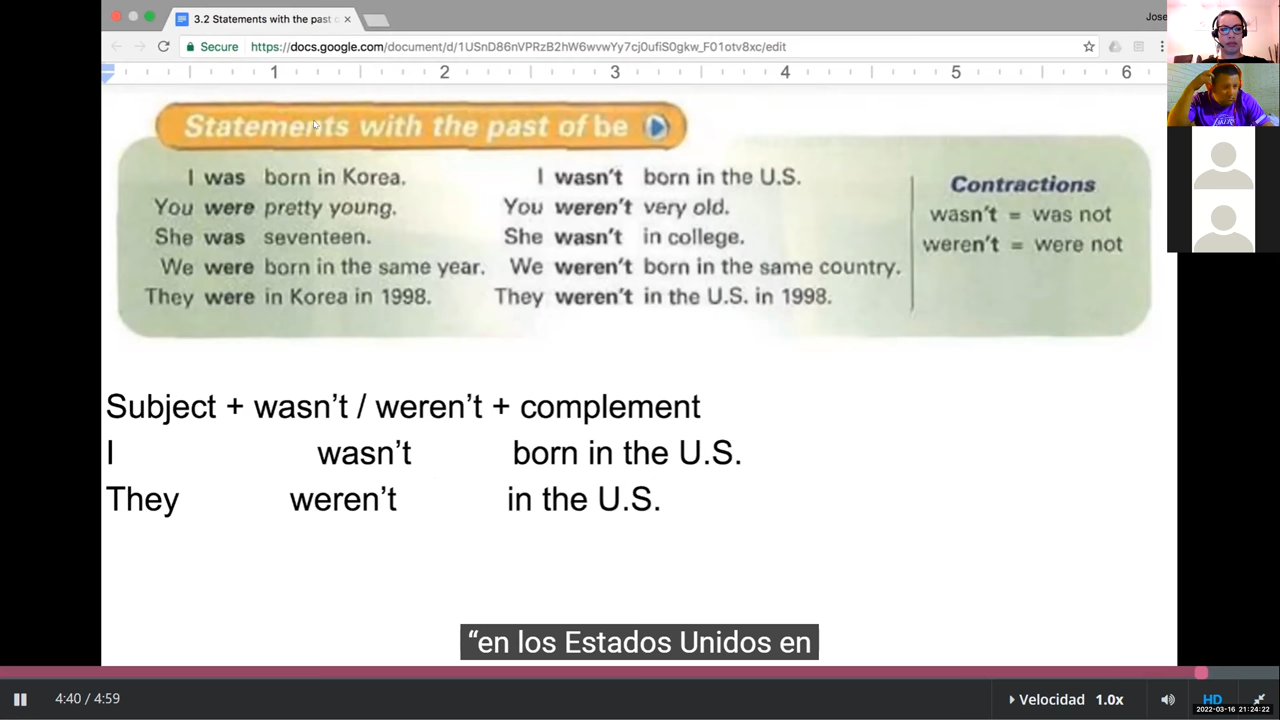 3.2 Statements with the past o
Jose
Secure https://docs.google.com/document/d/1USnD86nVPRzB2hW6wvwYy7cj0ufiS0gkw_F01otv8xc/edit
1 2 3 4 5 6
Statements with the past of be
I was born in Korea. I wasn't born in the U.S.
You were pretty young. You weren't very old.
She was seventeen. She wasn't in college.
We were born in the same year. We weren't born in the same country.
They were in Korea in 1998. They weren't in the U.S. in 1998.
Contractions
wasn't = was not
weren't = were not
Subject + wasn't / weren't + complement
I wasn't born in the U.S.
They weren't in the U.S.
“en los Estados Unidos en
4:40 / 4:59 Velocidad 1.0x HD
2022-03-16 21:24:22
LAKERS